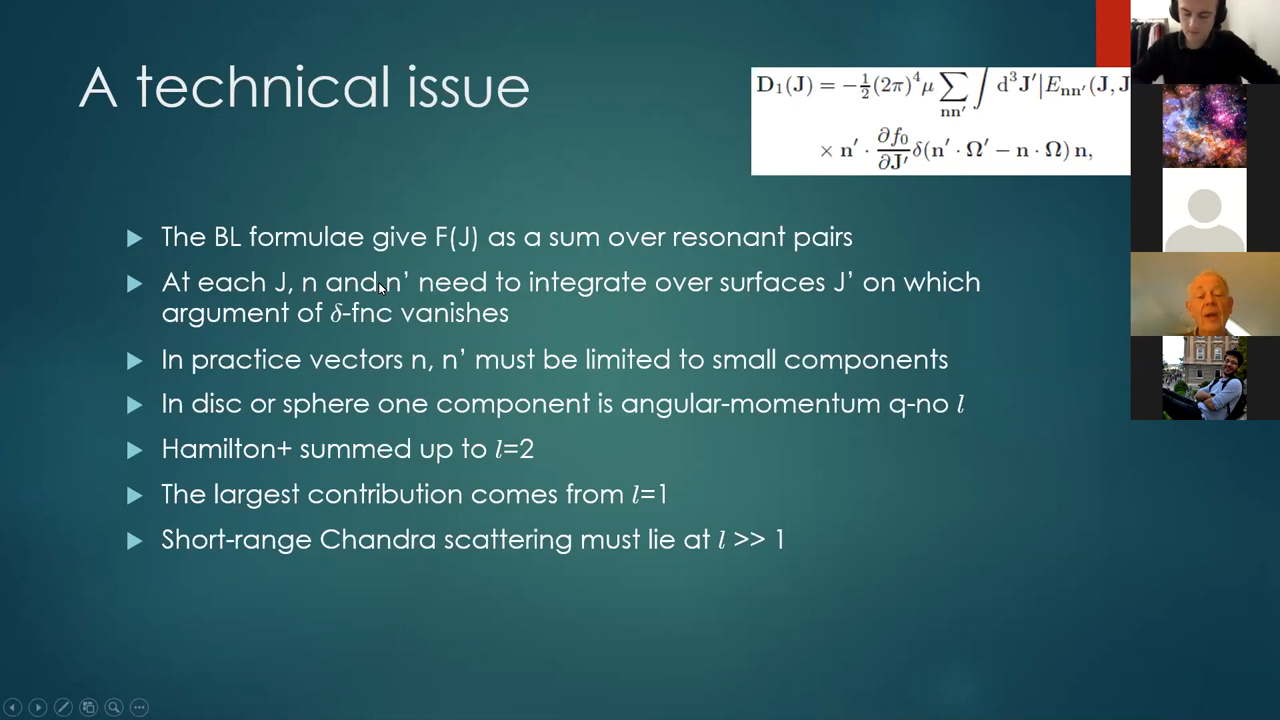 A technical issue
D₁(J) = −½(2π)⁴μ ∑ ∫ d³J′|Eₙₙ′(J, J
nn′
× n′ · ∂f₀/∂J′ δ(n′ · Ω′ − n · Ω) n,
The BL formulae give F(J) as a sum over resonant pairs
At each J, n and n’ need to integrate over surfaces J’ on which
argument of δ-fnc vanishes
In practice vectors n, n’ must be limited to small components
In disc or sphere one component is angular-momentum q-no l
Hamilton+ summed up to l=2
The largest contribution comes from l=1
Short-range Chandra scattering must lie at l >> 1